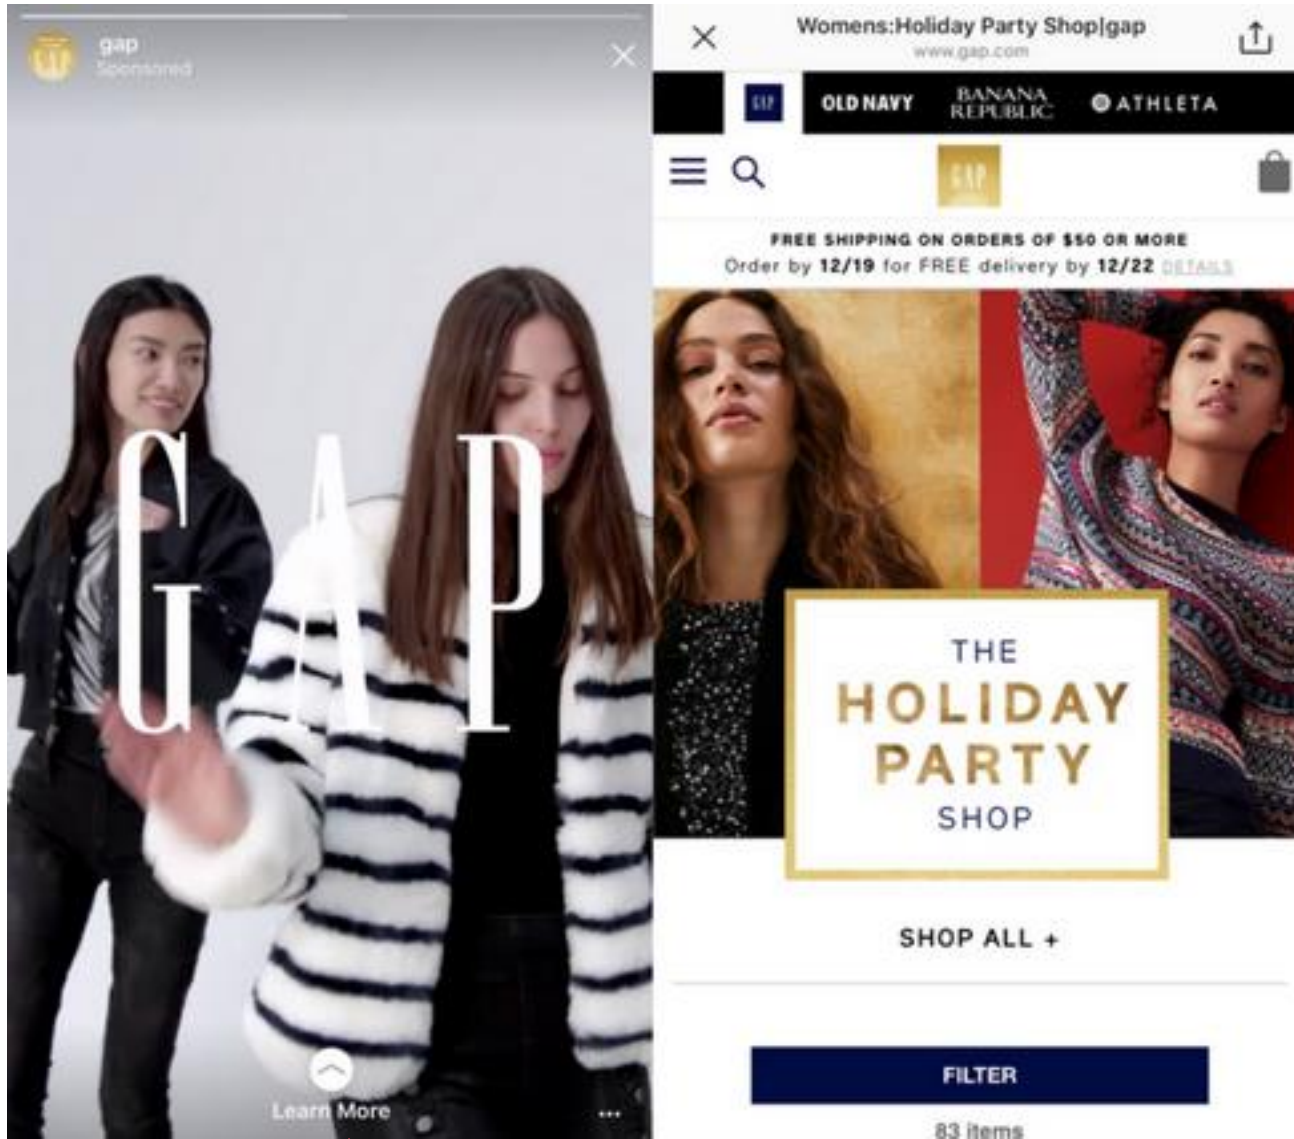 gap
Sponsored
GAP
Learn More
Womens:Holiday Party Shop|gap
www.gap.com
GAP
OLD NAVY
BANANA REPUBLIC
ATHLETA
GAP
FREE SHIPPING ON ORDERS OF $50 OR MORE
Order by 12/19 for FREE delivery by 12/22 DETAILS
THE
HOLIDAY
PARTY
SHOP
SHOP ALL +
FILTER
83 items